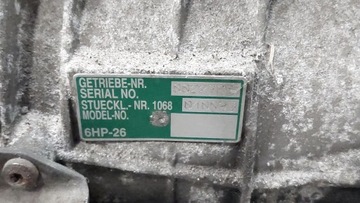 GETRIEBE-NR.
SERIAL NO.
STUECKL.- NR. 1068
MODEL-NO.
6HP-26